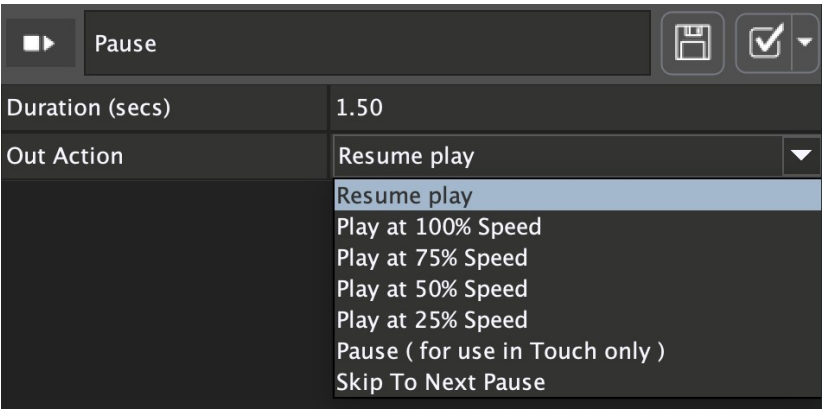 Pause
Duration (secs) 1.50
Out Action Resume play
Resume play
Play at 100% Speed
Play at 75% Speed
Play at 50% Speed
Play at 25% Speed
Pause ( for use in Touch only )
Skip To Next Pause